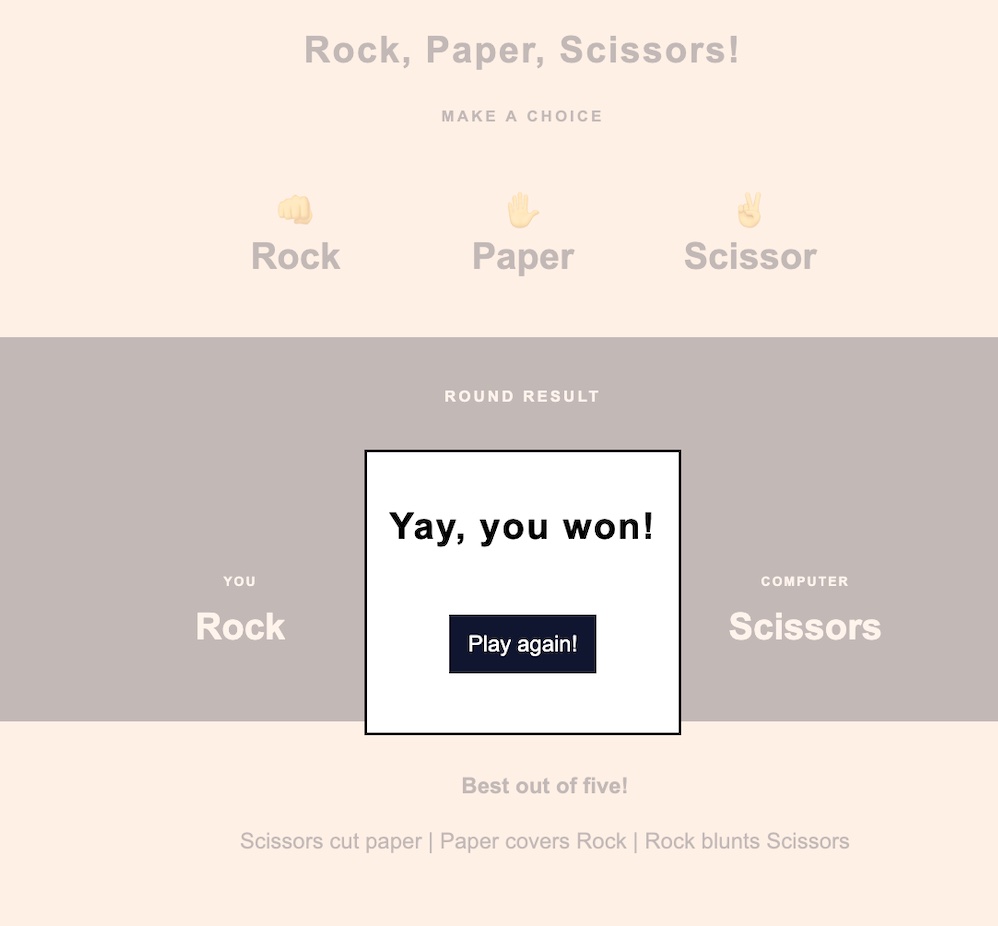 Rock, Paper, Scissors!
MAKE A CHOICE
Rock
Paper
Scissor
ROUND RESULT
Yay, you won!
YOU
Rock
COMPUTER
Scissors
Play again!
Best out of five!
Scissors cut paper | Paper covers Rock | Rock blunts Scissors